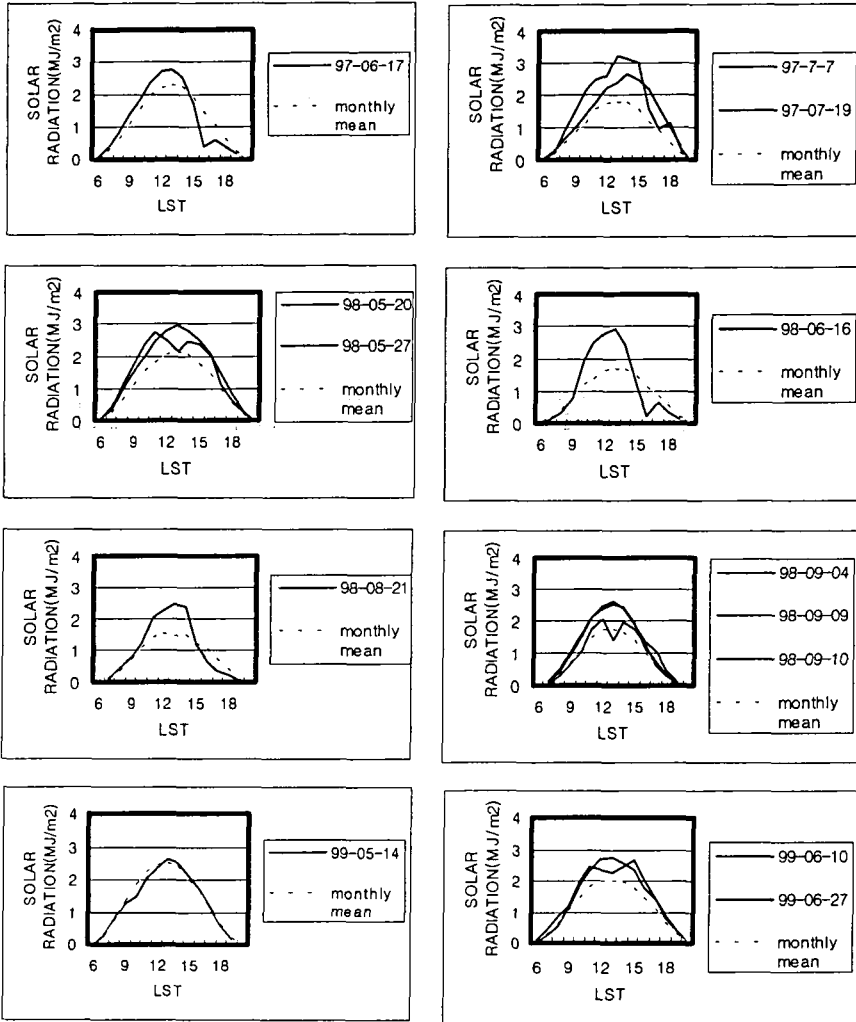 SOLAR
RADIATION(MJ/m2)
4
3
2
1
0
6 9 12 15 18
LST
97-06-17
monthly
mean
SOLAR
RADIATION(MJ/m2)
4
3
2
1
0
6 9 12 15 18
LST
97-7-7
97-07-19
monthly
mean
SOLAR
RADIATION(MJ/m2)
4
3
2
1
0
6 9 12 15 18
LST
98-05-20
98-05-27
monthly
mean
SOLAR
RADIATION(MJ/m2)
4
3
2
1
0
6 9 12 15 18
LST
98-06-16
monthly
mean
SOLAR
RADIATION(MJ/m2)
4
3
2
1
0
6 9 12 15 18
LST
98-08-21
monthly
mean
SOLAR
RADIATION(MJ/m2)
4
3
2
1
0
6 9 12 15 18
LST
98-09-04
98-09-09
98-09-10
monthly
mean
SOLAR
RADIATION(MJ/m2)
4
3
2
1
0
6 9 12 15 18
LST
99-05-14
monthly
mean
SOLAR
RADIATION(MJ/m2)
4
3
2
1
0
6 9 12 15 18
LST
99-06-10
99-06-27
monthly
mean